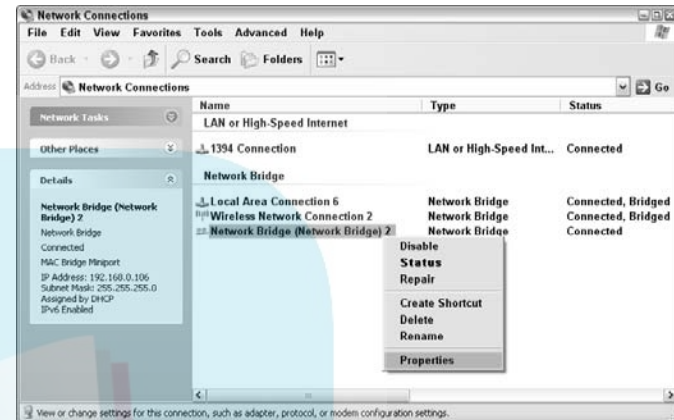 Network Connections
File Edit View Favorites Tools Advanced Help
Back Search Folders
Address Network Connections Go
Name Type Status
Network Tasks
LAN or High-Speed Internet
Other Places
1394 Connection LAN or High-Speed Int... Connected
Details
Network Bridge
Network Bridge (Network Bridge) 2
Network Bridge
Connected
MAC Bridge Miniport
IP Address: 192.168.0.106
Subnet Mask: 255.255.255.0
Assigned by DHCP
IPv6 Enabled
Local Area Connection 6 Network Bridge Connected, Bridged
Wireless Network Connection 2 Network Bridge Connected, Bridged
Network Bridge (Network Bridge) 2 Network Bridge Connected
Disable
Status
Repair
Create Shortcut
Delete
Rename
Properties
View or change settings for this connection, such as adapter, protocol, or modem configuration settings.